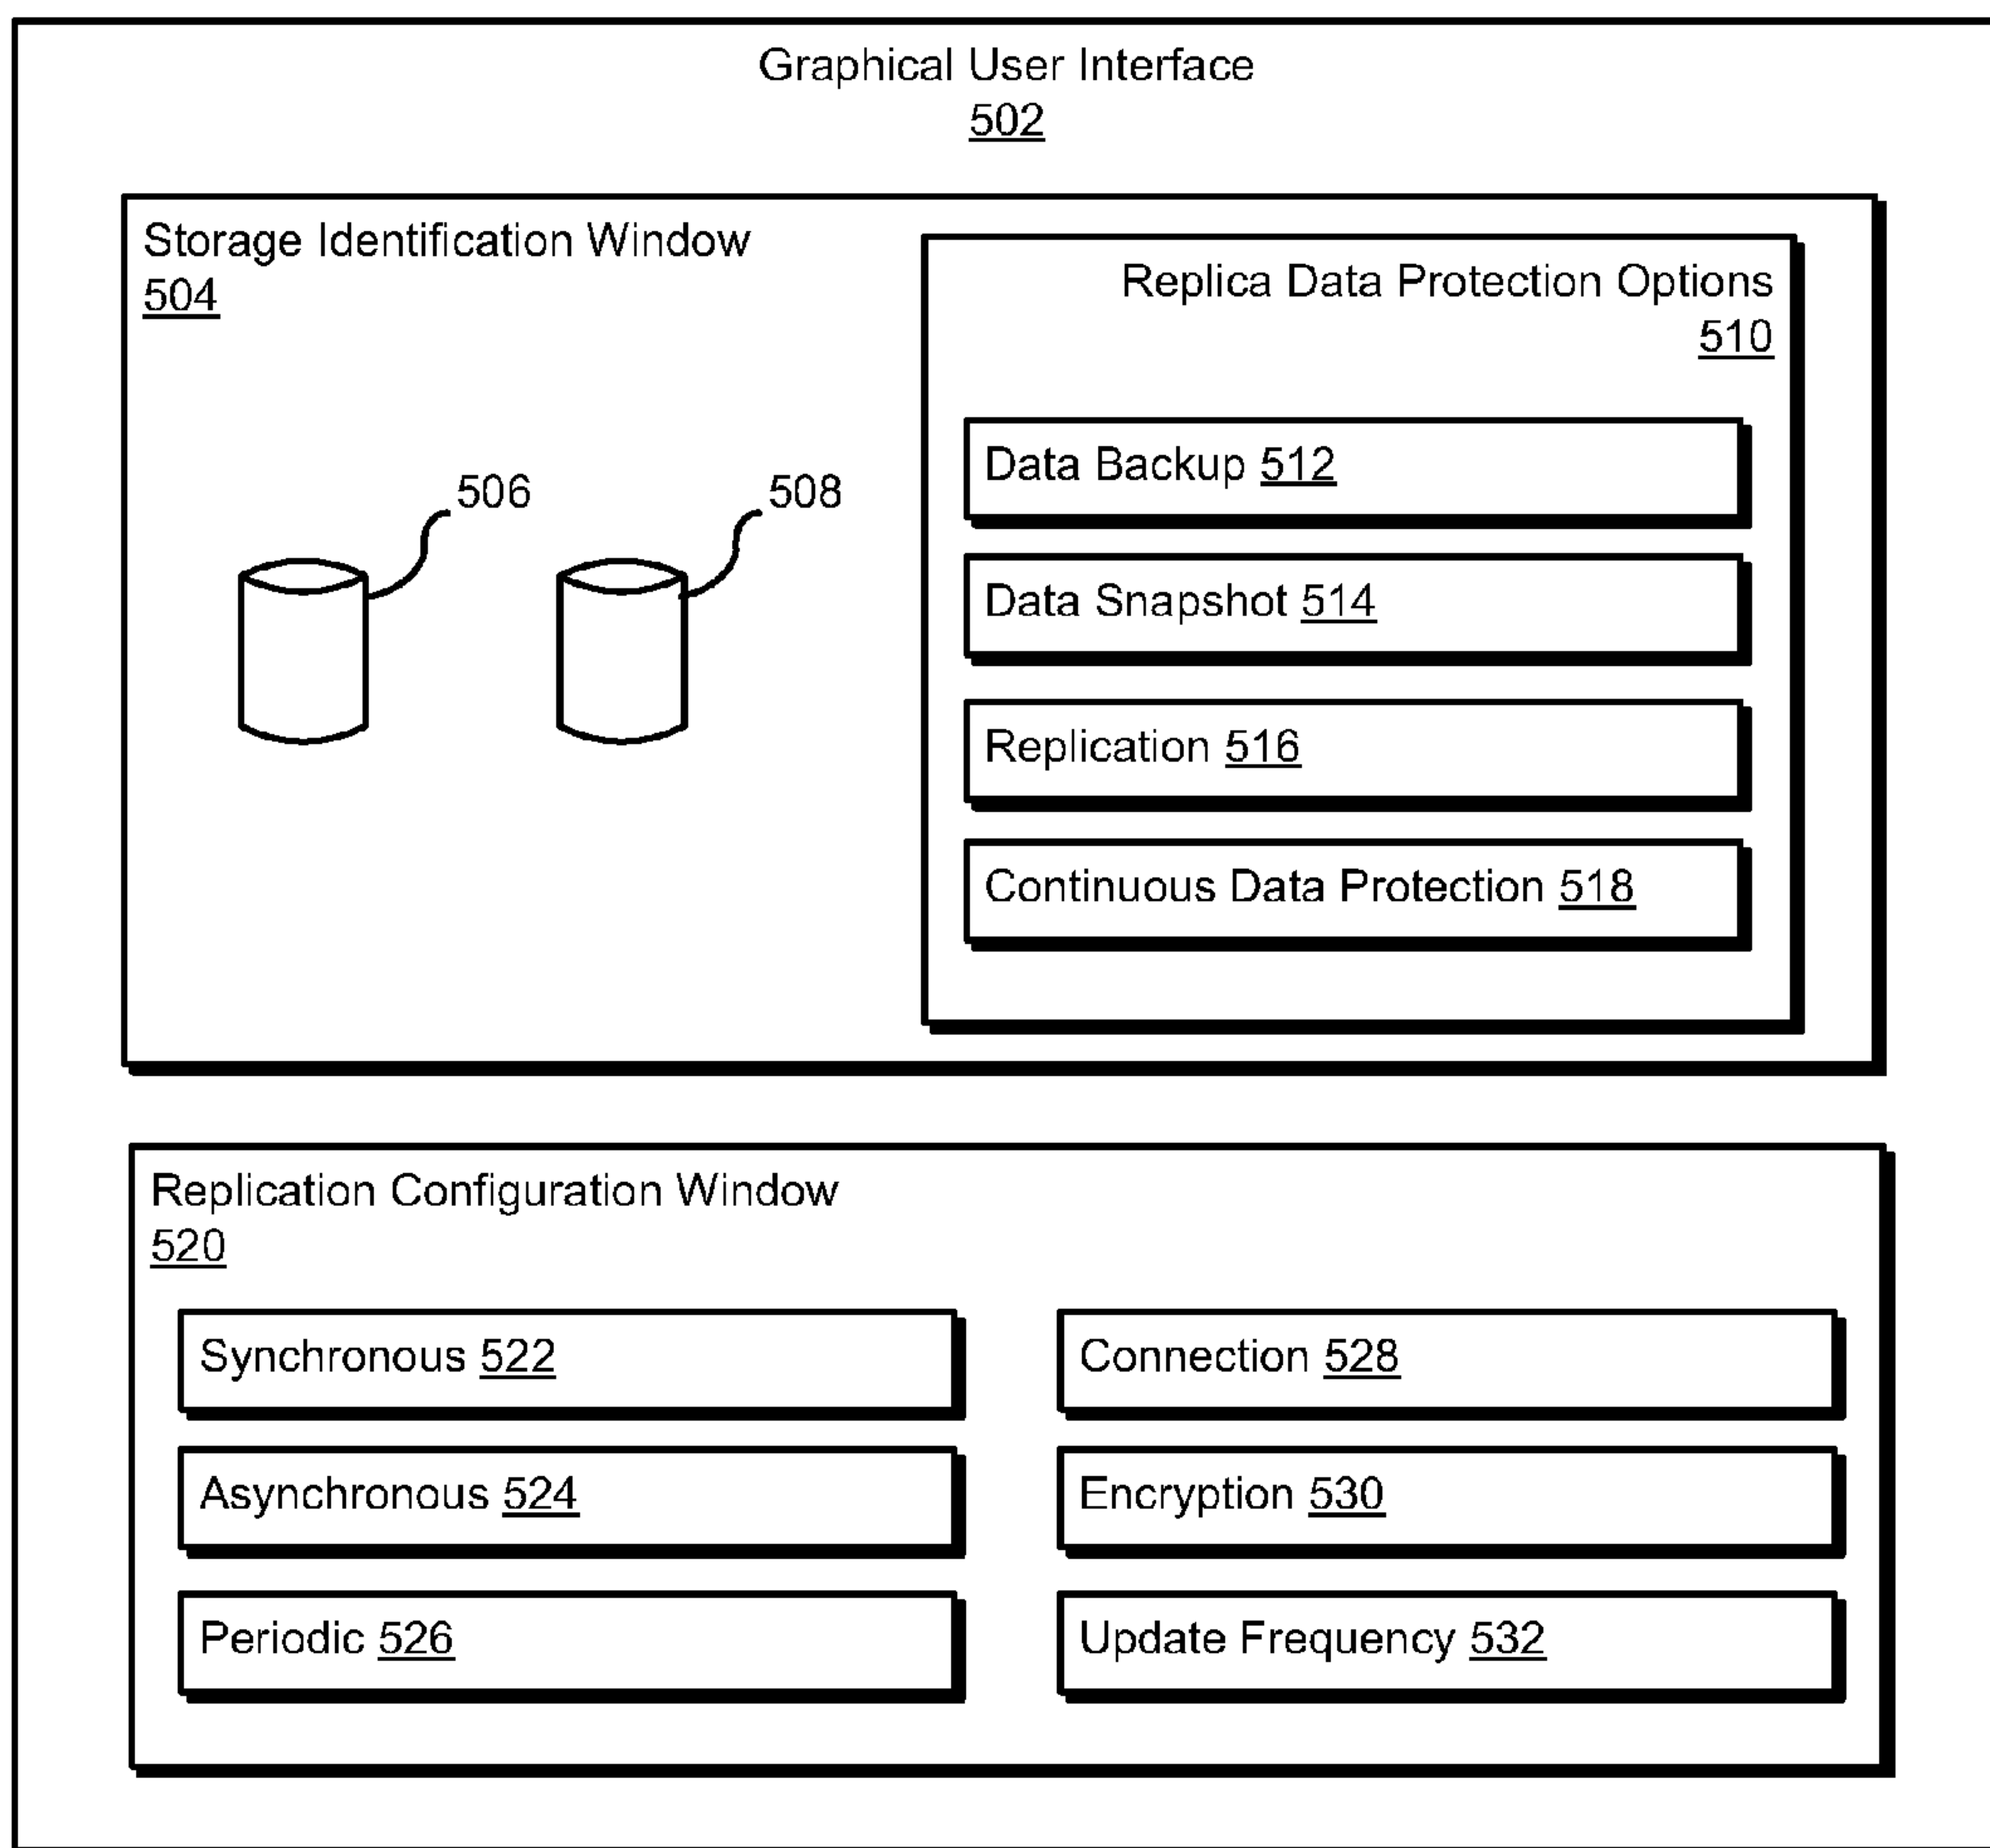 Graphical User Interface
502
Storage Identification Window
504
506
508
Replica Data Protection Options
510
Data Backup 512
Data Snapshot 514
Replication 516
Continuous Data Protection 518
Replication Configuration Window
520
Synchronous 522
Asynchronous 524
Periodic 526
Connection 528
Encryption 530
Update Frequency 532